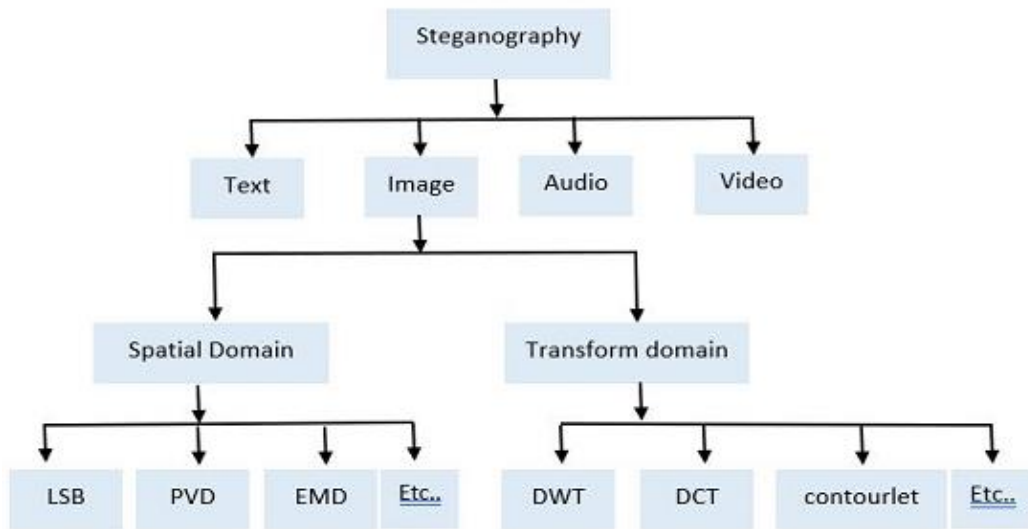 Steganography
Text
Image
Audio
Video
Spatial Domain
Transform domain
LSB
PVD
EMD
Etc..
DWT
DCT
contourlet
Etc..